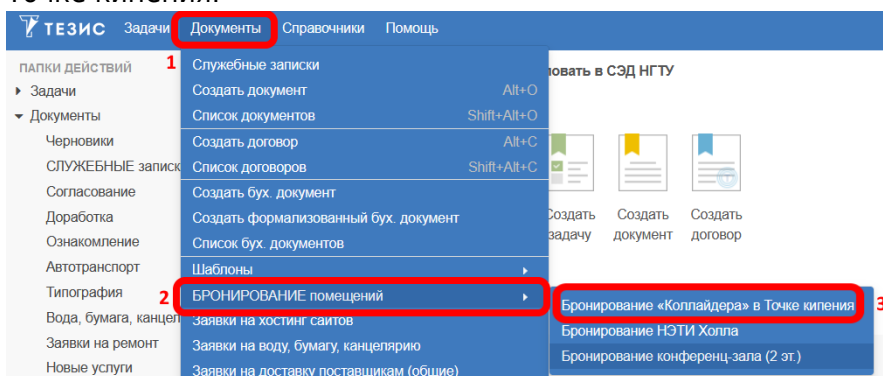 точке кипения.
ТЕЗИС Задачи Документы Справочники Помощь
ПАПКИ ДЕЙСТВИЙ
Задачи
Документы
Черновики
СЛУЖЕБНЫЕ записк
Согласование
Доработка
Ознакомление
Автотранспорт
Типография
Вода, бумага, канцел
Заявки на ремонт
Новые услуги
1
Служебные записки
Создать документ Alt+O
Список документов Shift+Alt+O
Создать договор Alt+C
Список договоров Shift+Alt+C
Создать бух. документ
Создать формализованный бух. документ
Список бух. документов
Шаблоны
2
БРОНИРОВАНИЕ помещений
Заявки на хостинг сайтов
Заявки на воду, бумагу, канцелярию
Заявки на доставку поставщикам (общие)
Бронирование «Коллайдера» в Точке кипения
3
Бронирование НЭТИ Холла
Бронирование конференц-зала (2 эт.)
овать в СЭД НГТУ
Создать
задачу
Создать
документ
Создать
договор